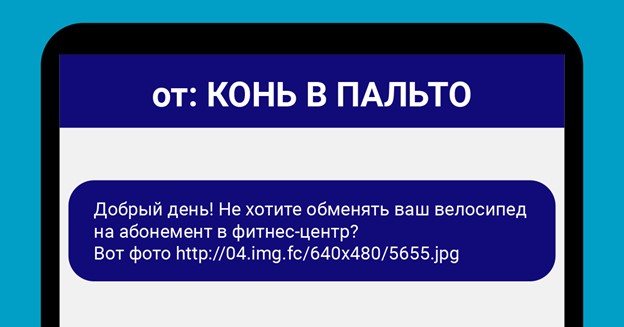 от: КОНЬ В ПАЛЬТО
Добрый день! Не хотите обменять ваш велосипед
на абонемент в фитнес-центр?
Вот фото http://04.img.fc/640x480/5655.jpg